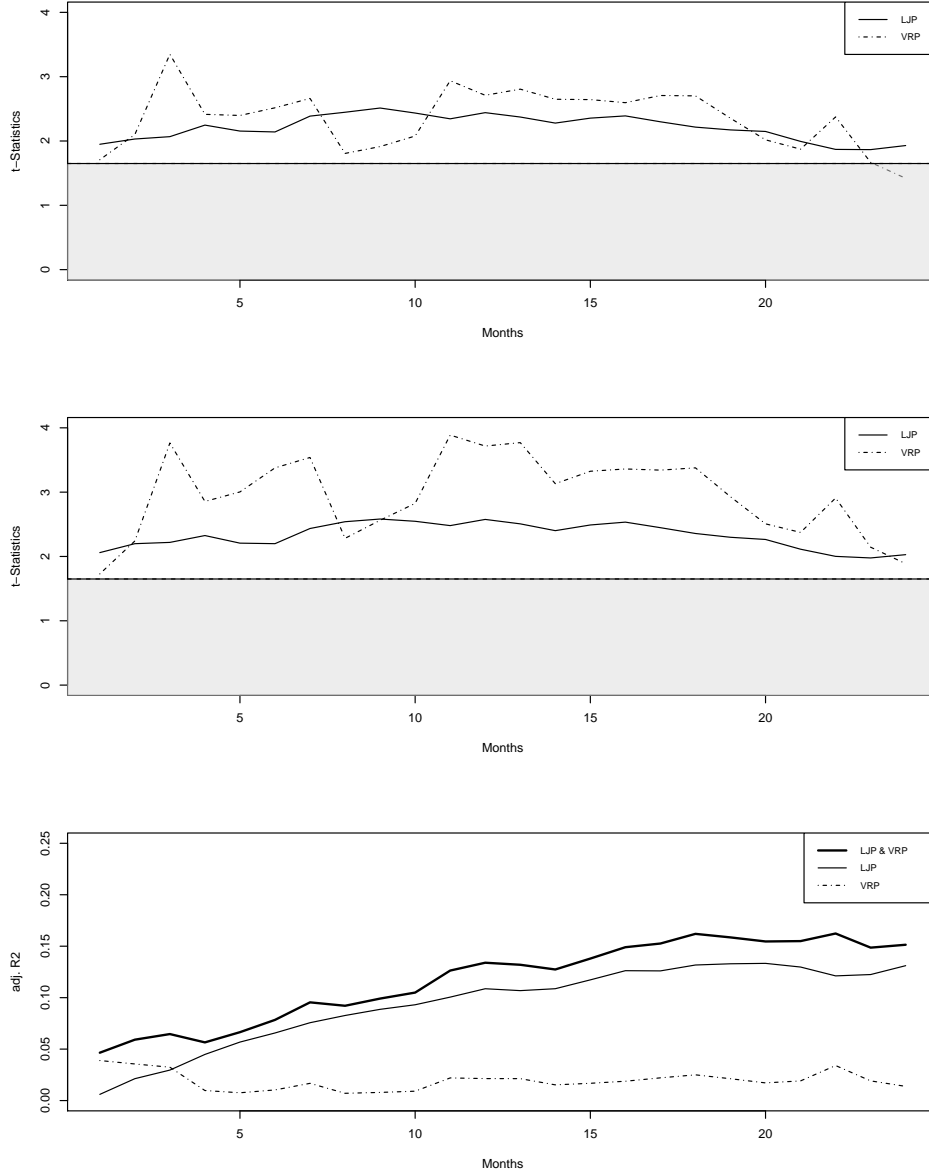 4
3
2
1
0
t−Statistics
LJP
VRP
5 10 15 20
Months
4
3
2
1
0
t−Statistics
LJP
VRP
5 10 15 20
Months
0.25
0.20
0.15
0.10
0.05
0.00
adj. R2
LJP & VRP
LJP
VRP
5 10 15 20
Months